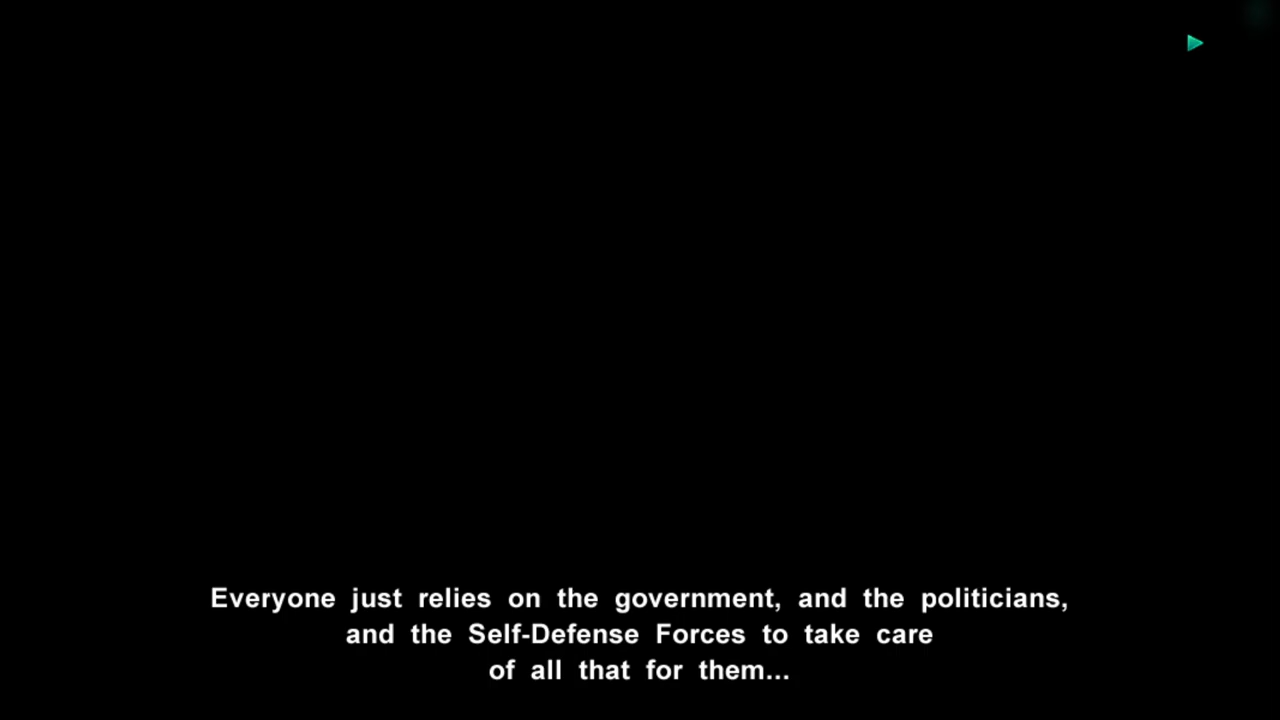 Everyone just relies on the government, and the politicians,
and the Self-Defense Forces to take care
of all that for them...